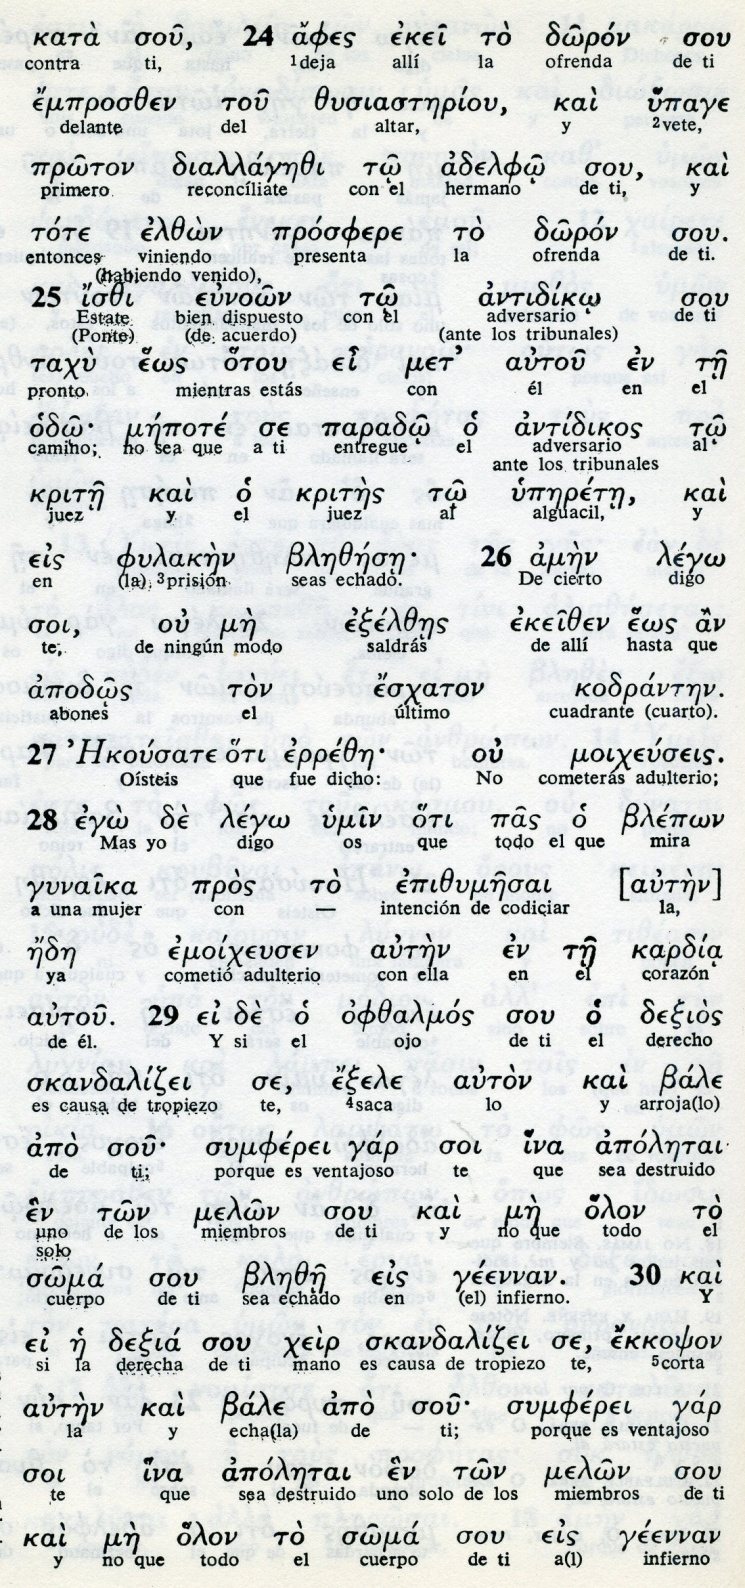 κατὰ σοῦ, 24 ἄφες ἐκεῖ τὸ δῶρόν σου
contra ti, ¹deja allí la ofrenda de ti
ἔμπροσθεν τοῦ θυσιαστηρίου, καὶ ὕπαγε
delante del altar, y ²vete,
πρῶτον διαλλάγηθι τῷ ἀδελφῷ σου, καὶ
primero reconcíliate con el hermano de ti, y
τότε ἐλθὼν πρόσφερε τὸ δῶρόν σου.
entonces viniendo presenta la ofrenda de ti.
(habiendo venido),
25 ἴσθι εὐνοῶν τῷ ἀντιδίκῳ σου
Estate bien dispuesto con el adversario de ti
(Ponte) (de acuerdo) (ante los tribunales)
ταχὺ ἕως ὅτου εἶ μετ' αὐτοῦ ἐν τῇ
pronto mientras estás con él en el
ὁδῷ· μήποτέ σε παραδῷ ὁ ἀντίδικος τῷ
camino; no sea que a ti entregue el adversario al
ante los tribunales
κριτῇ καὶ ὁ κριτὴς τῷ ὑπηρέτῃ, καὶ
juez y el juez al alguacil, y
εἰς φυλακὴν βληθήσῃ· 26 ἀμὴν λέγω
en (la) ³prisión seas echado. De cierto digo
σοι, οὐ μὴ ἐξέλθῃς ἐκεῖθεν ἕως ἂν
te, de ningún modo saldrás de allí hasta que
ἀποδῷς τὸν ἔσχατον κοδράντην.
abones el último cuadrante (cuarto).
27 Ἠκούσατε ὅτι ἐρρέθη· οὐ μοιχεύσεις.
Oísteis que fue dicho: No cometerás adulterio;
28 ἐγὼ δὲ λέγω ὑμῖν ὅτι πᾶς ὁ βλέπων
Mas yo digo os que todo el que mira
γυναῖκα πρὸς τὸ ἐπιθυμῆσαι [αὐτὴν]
a una mujer con — intención de codiciar la,
ἤδη ἐμοίχευσεν αὐτὴν ἐν τῇ καρδίᾳ
ya cometió adulterio con ella en el corazón
αὐτοῦ. 29 εἰ δὲ ὁ οφθαλμός σου ὁ δεξιος
de él. Y si el ojo de ti el derecho
σκανδαλίζει σε, ἔξελε αὐτὸν καὶ βάλε
es causa de tropiezo te, ⁴saca lo y arroja(lo)
ἀπὸ σοῦ· συμφέρει γάρ σοι ἵνα ἀπόληται
de ti; porque es ventajoso te que sea destruido
ἓν τῶν μελῶν σου καὶ μὴ ὅλον τὸ
uno de los miembros de ti y no que todo el
solo
σῶμά σου βληθῇ εἰς γέενναν. 30 καὶ
cuerpo de ti sea echado en (el) infierno. Y
εἰ ἡ δεξιά σου χεὶρ σκανδαλίζει σε, ἔκκοψον
si la derecha de ti mano es causa de tropiezo te, ⁵corta
αὐτὴν καὶ βάλε ἀπὸ σοῦ· συμφέρει γαρ
la y echa(la) de ti; porque es ventajoso
σοι ἵνα ἀπόληται ἓν τῶν μελῶν σου
te que sea destruido uno solo de los miembros de ti
καὶ μὴ ὅλον τὸ σῶμά σου εἰς γέενναν
y no que todo el cuerpo de ti a(l) infierno